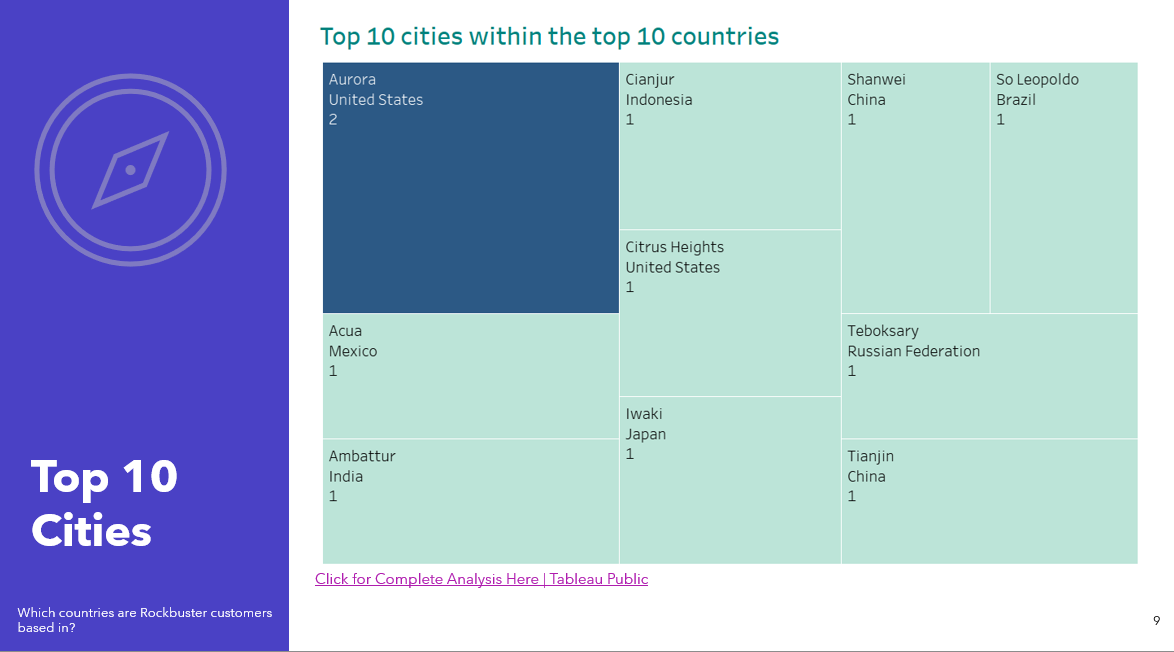 Top 10 cities within the top 10 countries
Aurora
United States
2
Acua
Mexico
1
Ambattur
India
1
Cianjur
Indonesia
1
Citrus Heights
United States
1
Iwaki
Japan
1
Shanwei
China
1
So Leopoldo
Brazil
1
Teboksary
Russian Federation
1
Tianjin
China
1
Click for Complete Analysis Here | Tableau Public
Top 10
Cities
Which countries are Rockbuster customers
based in?
9